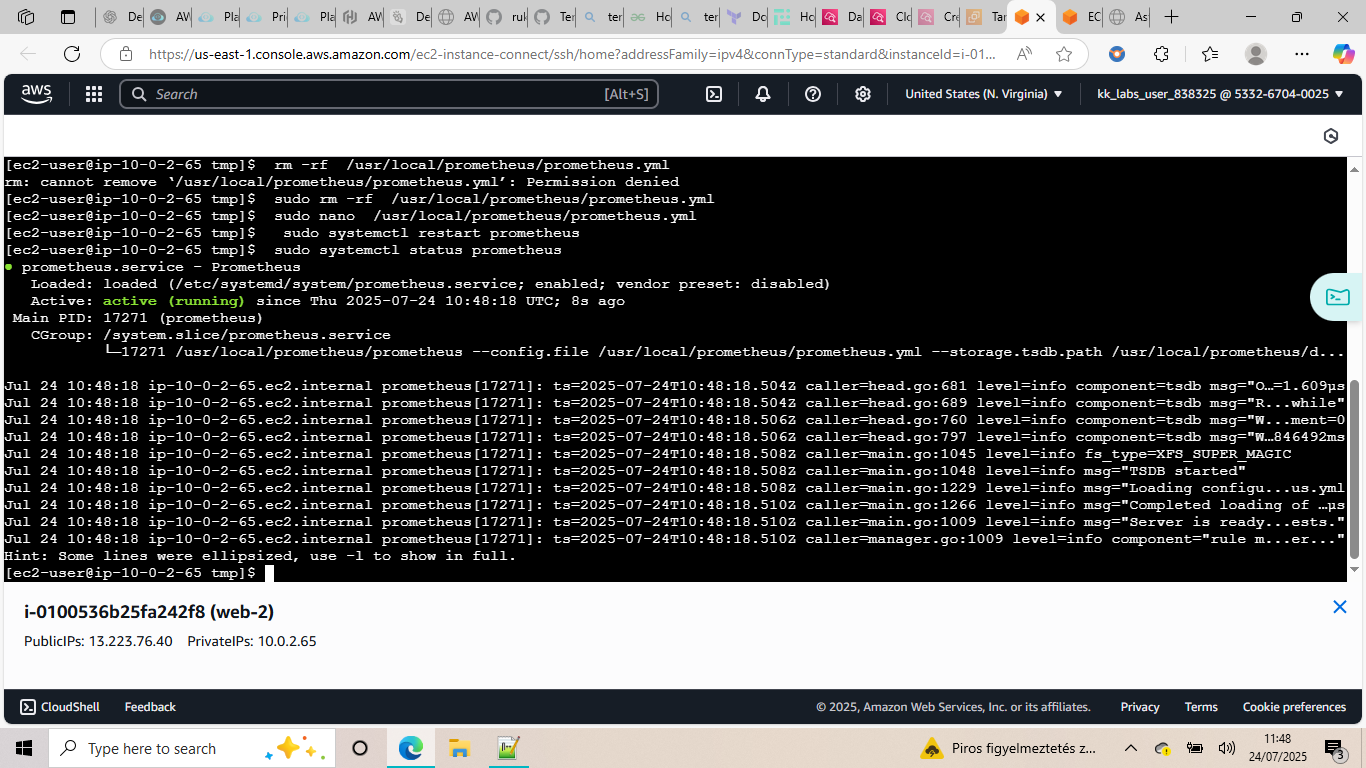 De
AV
Pla
Pri
Pla
AV
De
AV
ruk
Ter
ter
Ho
ter
Do
Ho
Da
Clo
Cre
Tar
EC
As
https://us-east-1.console.aws.amazon.com/ec2-instance-connect/ssh/home?addressFamily=ipv4&connType=standard&instanceId=i-01...
aws
Search
[Alt+S]
United States (N. Virginia)
kk_labs_user_838325 @ 5332-6704-0025
[ec2-user@ip-10-0-2-65 tmp]$  rm -rf  /usr/local/prometheus/prometheus.yml
rm: cannot remove ‘/usr/local/prometheus/prometheus.yml’: Permission denied
[ec2-user@ip-10-0-2-65 tmp]$  sudo rm -rf  /usr/local/prometheus/prometheus.yml
[ec2-user@ip-10-0-2-65 tmp]$  sudo nano  /usr/local/prometheus/prometheus.yml
[ec2-user@ip-10-0-2-65 tmp]$   sudo systemctl restart prometheus
[ec2-user@ip-10-0-2-65 tmp]$  sudo systemctl status prometheus
● prometheus.service - Prometheus
Loaded: loaded (/etc/systemd/system/prometheus.service; enabled; vendor preset: disabled)
Active: active (running) since Thu 2025-07-24 10:48:18 UTC; 8s ago
Main PID: 17271 (prometheus)
CGroup: /system.slice/prometheus.service
└─17271 /usr/local/prometheus/prometheus --config.file /usr/local/prometheus/prometheus.yml --storage.tsdb.path /usr/local/prometheus/d...
Jul 24 10:48:18 ip-10-0-2-65.ec2.internal prometheus[17271]: ts=2025-07-24T10:48:18.504Z caller=head.go:681 level=info component=tsdb msg="O…=1.609µs
Jul 24 10:48:18 ip-10-0-2-65.ec2.internal prometheus[17271]: ts=2025-07-24T10:48:18.504Z caller=head.go:689 level=info component=tsdb msg="R...while"
Jul 24 10:48:18 ip-10-0-2-65.ec2.internal prometheus[17271]: ts=2025-07-24T10:48:18.506Z caller=head.go:760 level=info component=tsdb msg="W...ment=0
Jul 24 10:48:18 ip-10-0-2-65.ec2.internal prometheus[17271]: ts=2025-07-24T10:48:18.506Z caller=head.go:797 level=info component=tsdb msg="W…846492ms
Jul 24 10:48:18 ip-10-0-2-65.ec2.internal prometheus[17271]: ts=2025-07-24T10:48:18.508Z caller=main.go:1045 level=info fs_type=XFS_SUPER_MAGIC
Jul 24 10:48:18 ip-10-0-2-65.ec2.internal prometheus[17271]: ts=2025-07-24T10:48:18.508Z caller=main.go:1048 level=info msg="TSDB started"
Jul 24 10:48:18 ip-10-0-2-65.ec2.internal prometheus[17271]: ts=2025-07-24T10:48:18.508Z caller=main.go:1229 level=info msg="Loading configu...us.yml
Jul 24 10:48:18 ip-10-0-2-65.ec2.internal prometheus[17271]: ts=2025-07-24T10:48:18.510Z caller=main.go:1266 level=info msg="Completed loading of …µs
Jul 24 10:48:18 ip-10-0-2-65.ec2.internal prometheus[17271]: ts=2025-07-24T10:48:18.510Z caller=main.go:1009 level=info msg="Server is ready...ests."
Jul 24 10:48:18 ip-10-0-2-65.ec2.internal prometheus[17271]: ts=2025-07-24T10:48:18.510Z caller=manager.go:1009 level=info component="rule m...er..."
Hint: Some lines were ellipsized, use -l to show in full.
[ec2-user@ip-10-0-2-65 tmp]$
i-0100536b25fa242f8 (web-2)
PublicIPs: 13.223.76.40 PrivateIPs: 10.0.2.65
CloudShell
Feedback
© 2025, Amazon Web Services, Inc. or its affiliates.
Privacy
Terms
Cookie preferences
Type here to search
Piros figyelmeztetés z...
11:48
24/07/2025
3